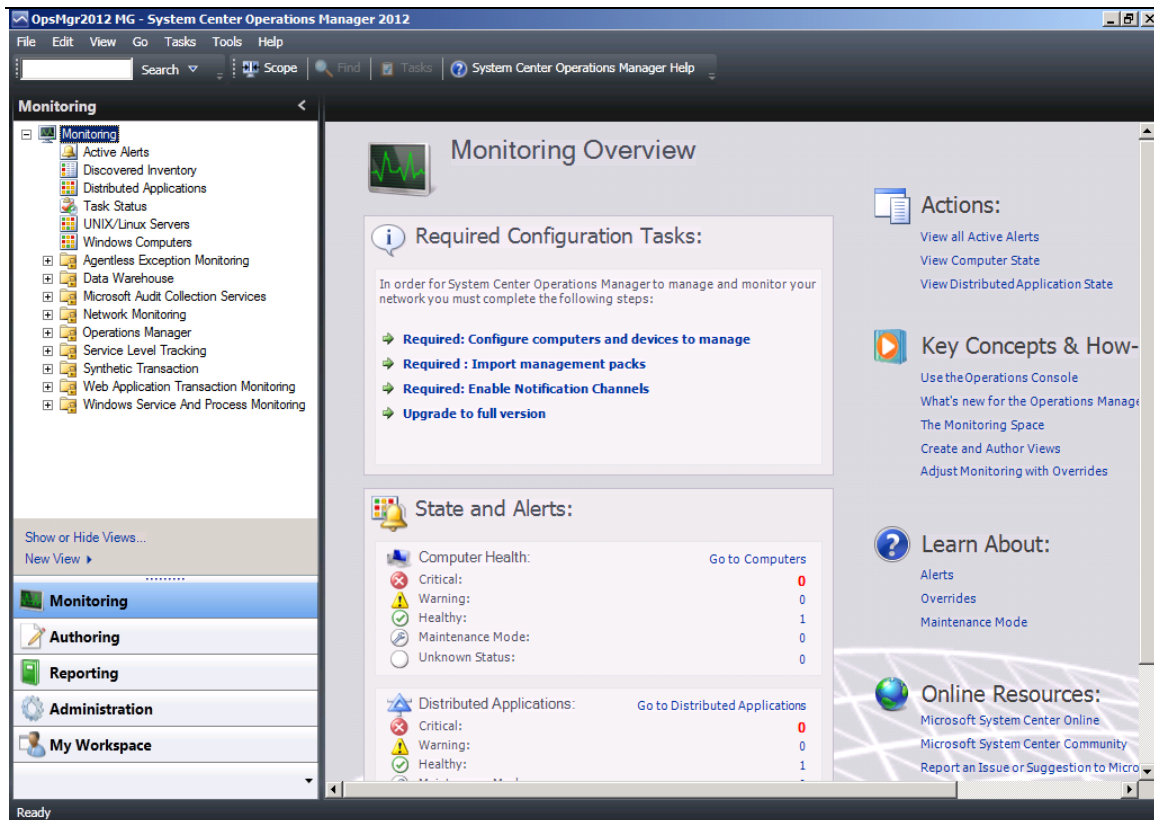 OpsMgr2012 MG - System Center Operations Manager 2012
File Edit View Go Tasks Tools Help
Search Scope Find Tasks System Center Operations Manager Help
Monitoring
Monitoring
Active Alerts
Discovered Inventory
Distributed Applications
Task Status
UNIX/Linux Servers
Windows Computers
Agentless Exception Monitoring
Data Warehouse
Microsoft Audit Collection Services
Network Monitoring
Operations Manager
Service Level Tracking
Synthetic Transaction
Web Application Transaction Monitoring
Windows Service And Process Monitoring
Show or Hide Views...
New View
Monitoring
Authoring
Reporting
Administration
My Workspace
Monitoring Overview
Required Configuration Tasks:
In order for System Center Operations Manager to manage and monitor your
network you must complete the following steps:
Required: Configure computers and devices to manage
Required : Import management packs
Required: Enable Notification Channels
Upgrade to full version
State and Alerts:
Computer Health: Go to Computers
Critical: 0
Warning: 0
Healthy: 1
Maintenance Mode: 0
Unknown Status: 0
Distributed Applications: Go to Distributed Applications
Critical: 0
Warning: 0
Healthy: 1
Actions:
View all Active Alerts
View Computer State
View Distributed Application State
Key Concepts & How-
Use the Operations Console
What's new for the Operations Manage
The Monitoring Space
Create and Author Views
Adjust Monitoring with Overrides
Learn About:
Alerts
Overrides
Maintenance Mode
Online Resources:
Microsoft System Center Online
Microsoft System Center Community
Report an Issue or Suggestion to Micro
Ready